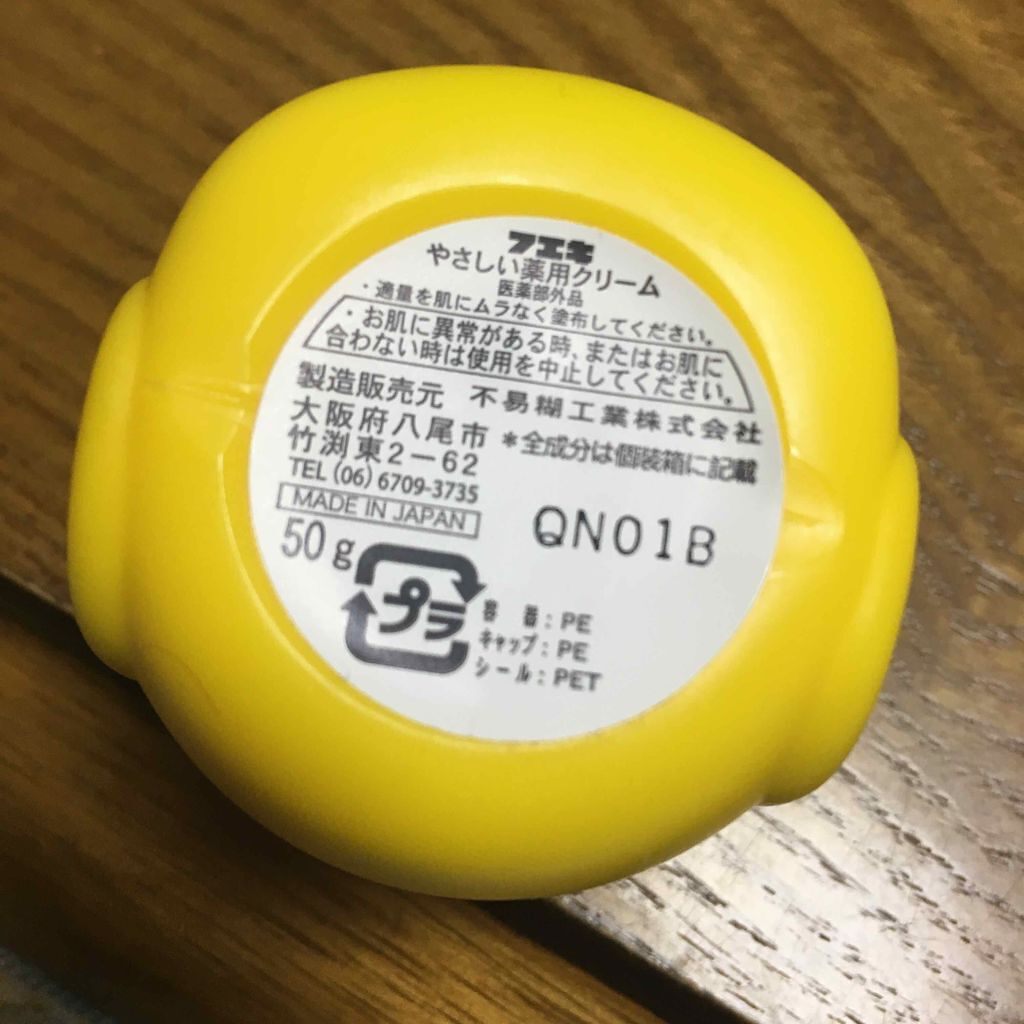 フエキ
やさしい薬用クリーム
医薬部外品
・適量を肌にムラなく塗布してください。
・お肌に異常がある時、またはお肌に
合わない時は使用を中止してください。
製造販売元 不易糊工業株式会社
大阪府八尾市
竹渕東2-62
*全成分は個装箱に記載
TEL (06) 6709-3735
MADE IN JAPAN
50g
QN01B
プラ
容器：PE
キャップ：PE
シール：PET